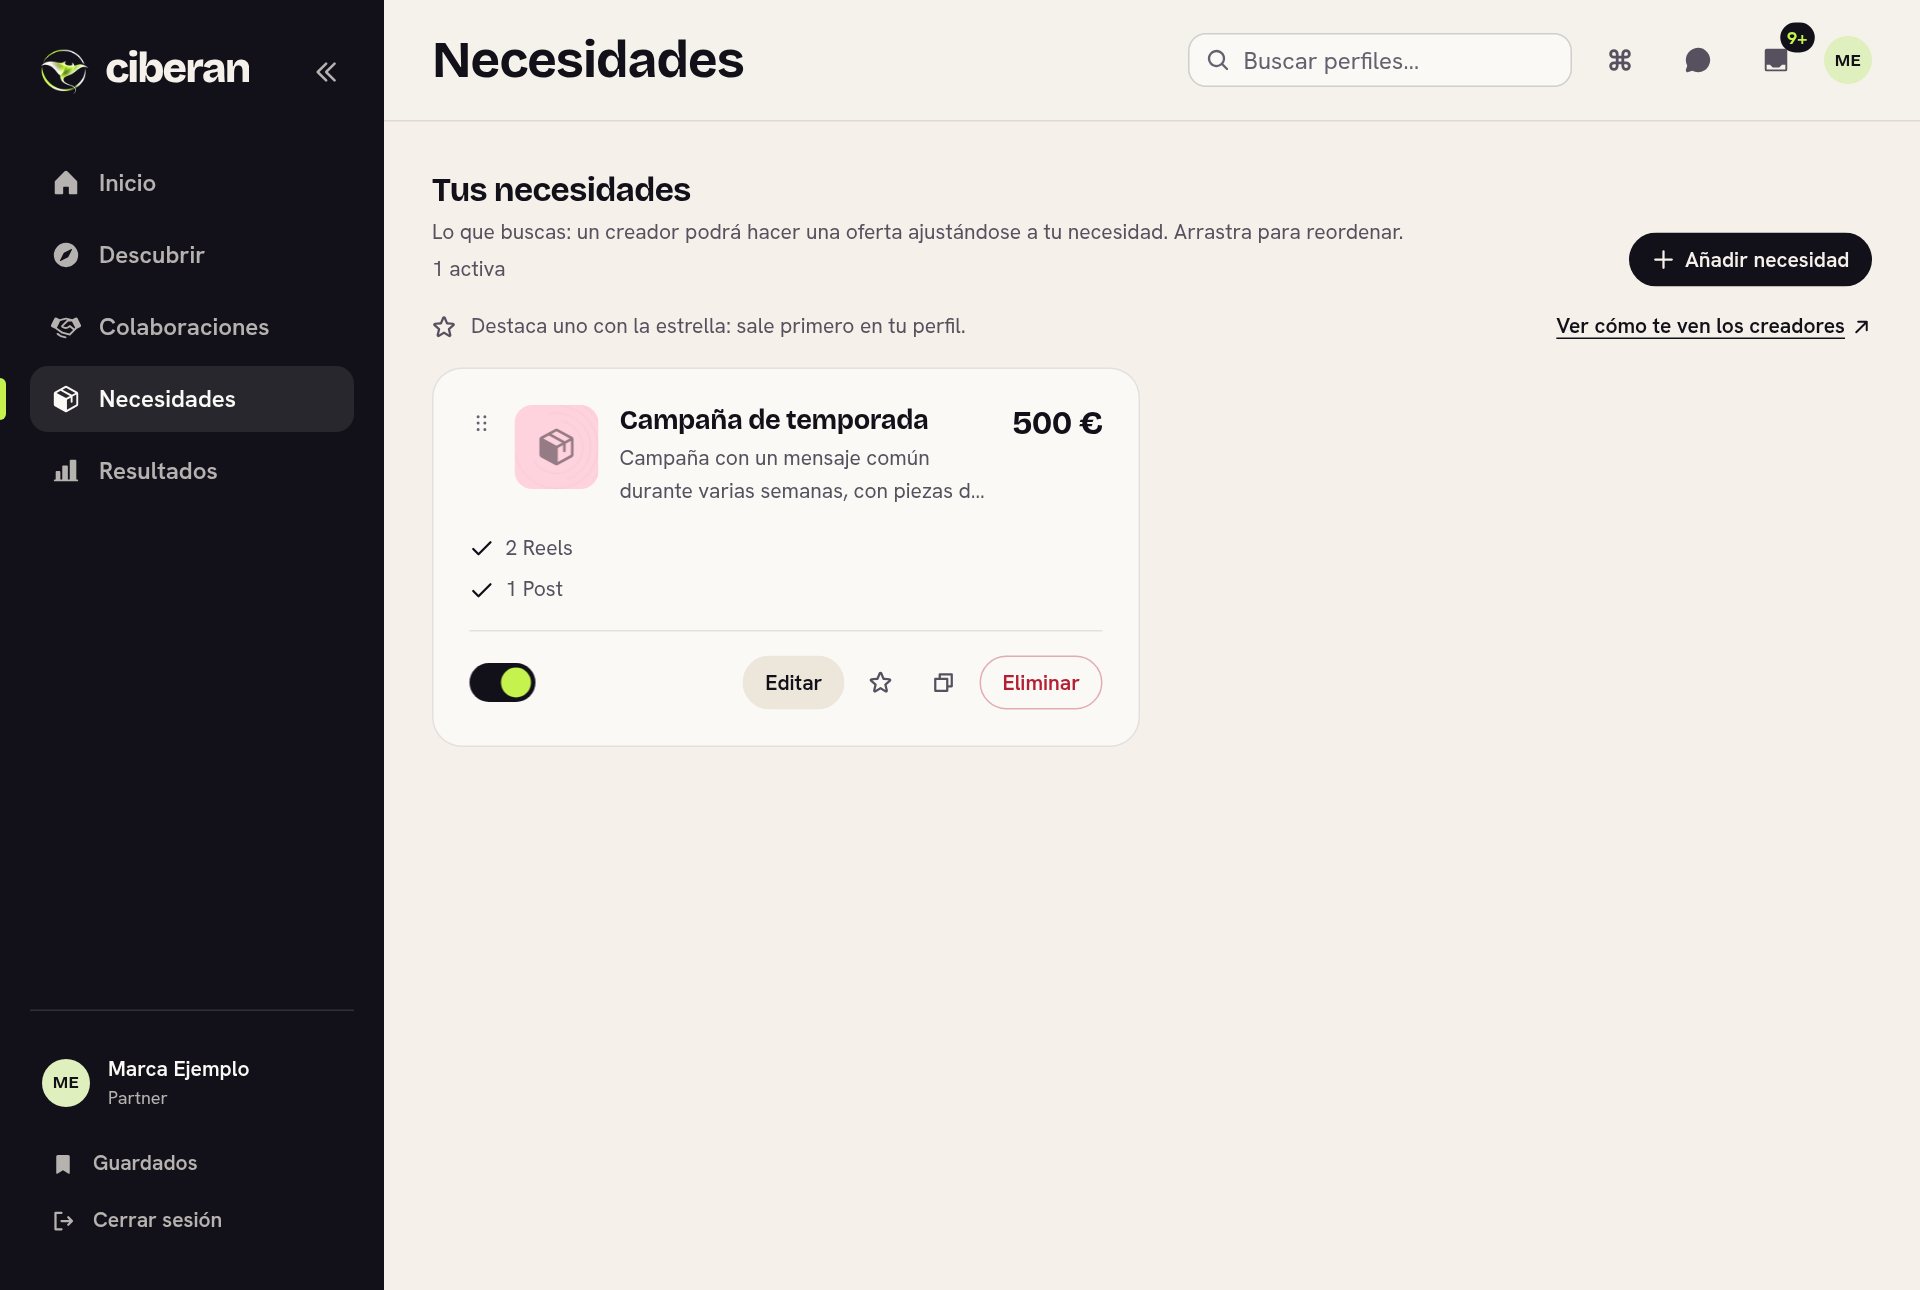 ciberan
Inicio
Descubrir
Colaboraciones
Necesidades
Resultados
Marca Ejemplo
ME
Partner
Guardados
Cerrar sesión
Necesidades
Buscar perfiles...
9+
ME
Tus necesidades
Lo que buscas: un creador podrá hacer una oferta ajustándose a tu necesidad. Arrastra para reordenar.
1 activa
Añadir necesidad
Destaca uno con la estrella: sale primero en tu perfil.
Ver cómo te ven los creadores
Campaña de temporada
500 €
Campaña con un mensaje común
durante varias semanas, con piezas d...
2 Reels
1 Post
Editar
Eliminar